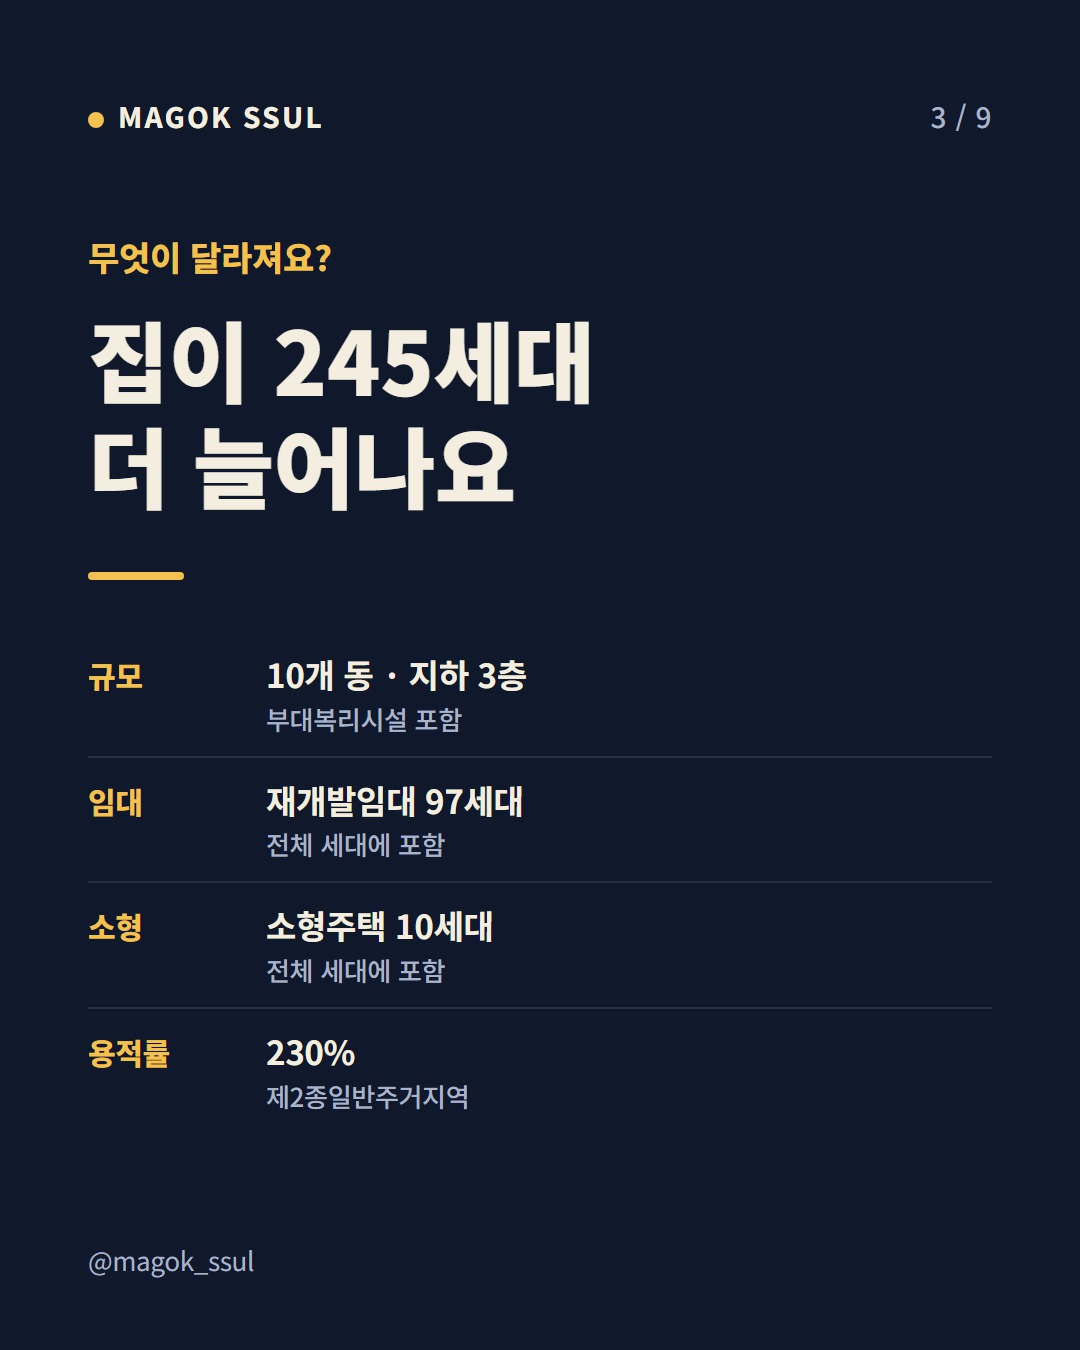 MAGOK SSUL
3 / 9
무엇이 달라져요?
집이 245세대
더 늘어나요
규모
10개 동 · 지하 3층
부대복리시설 포함
임대
재개발임대 97세대
전체 세대에 포함
소형
소형주택 10세대
전체 세대에 포함
용적률
230%
제2종일반주거지역
@magok_ssul